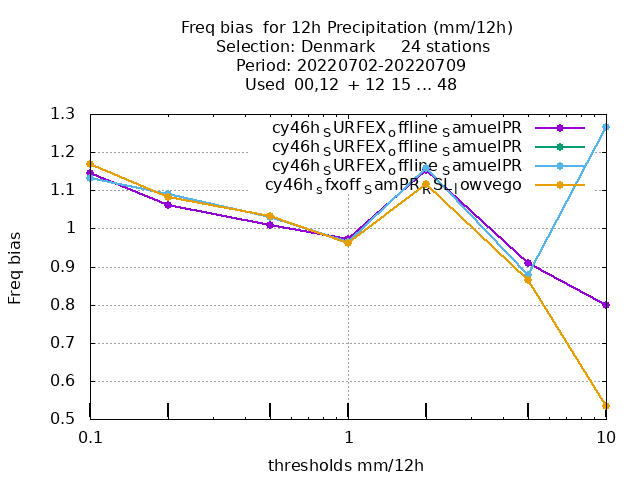 Freq bias  for 12h Precipitation (mm/12h)
Selection: Denmark     24 stations
Period: 20220702-20220709
Used  00,12  + 12 15 ... 48
1.3
1.2
1.1
1
0.9
0.8
0.7
0.6
0.5
Freq bias
cy46h_SURFEX_offline_SamuelPR
cy46h_SURFEX_offline_SamuelPR
cy46h_SURFEX_offline_SamuelPR
cy46h_sfxoff_SamPR_RSL_lowvego
0.1
1
10
thresholds mm/12h